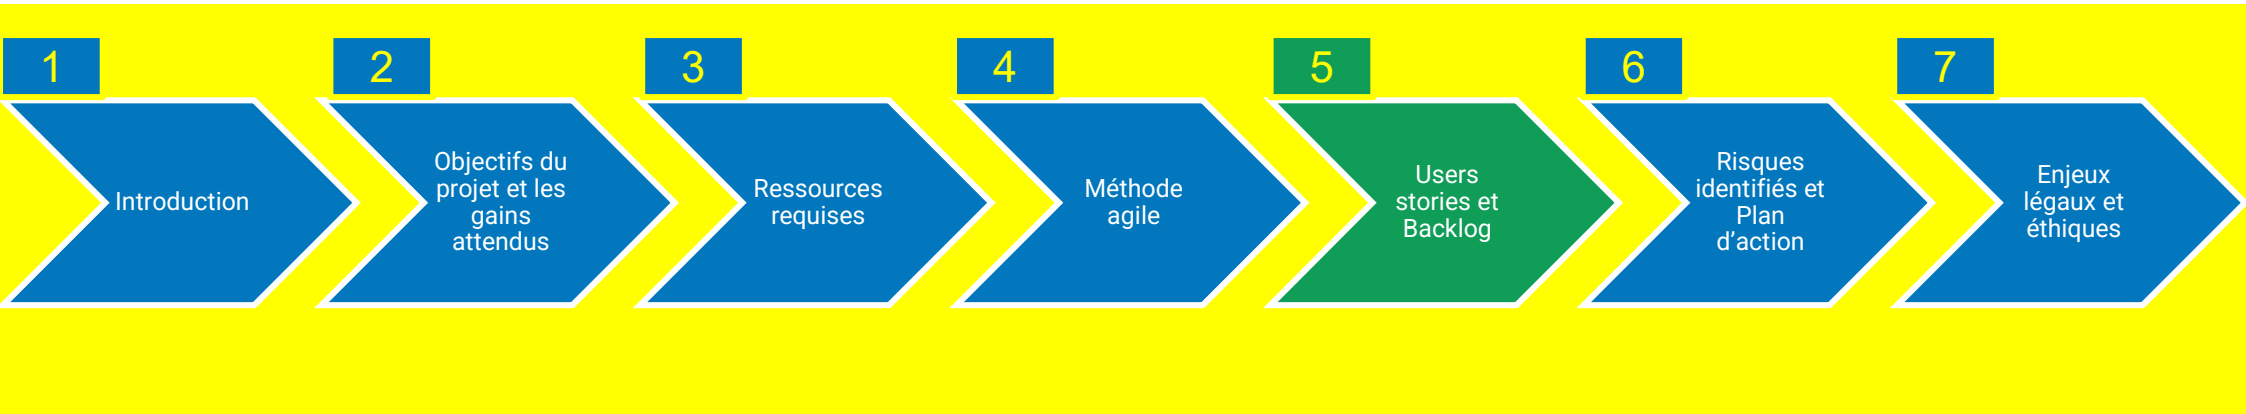 1
Introduction
2
Objectifs du
projet et les
gains
attendus
3
Ressources
requises
4
Méthode
agile
5
Users
stories et
Backlog
6
Risques
identifiés et
Plan
d’action
7
Enjeux
légaux et
éthiques